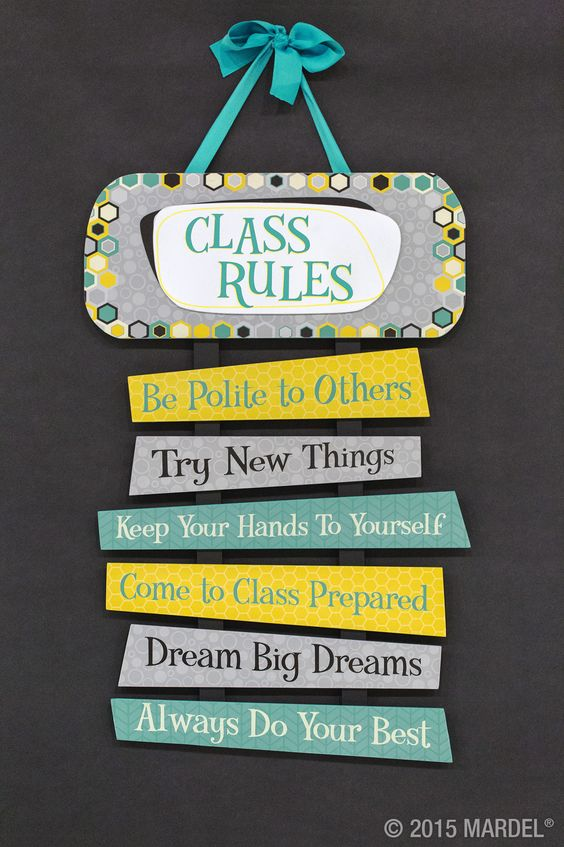 CLASS
RULES
Be Polite to Others
Try New Things
Keep Your Hands To Yourself
Come to Class Prepared
Dream Big Dreams
Always Do Your Best
© 2015 MARDEL®